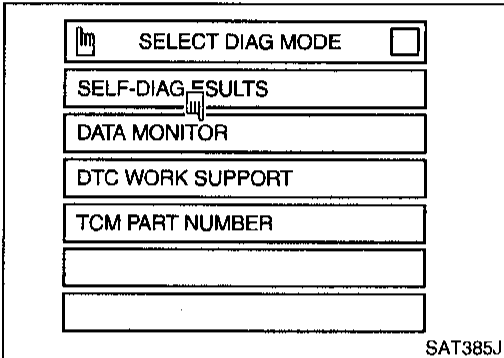 SELECT DIAG MODE
SELF-DIAG ESULTS
DATA MONITOR
DTC WORK SUPPORT
TCM PART NUMBER
SAT385J